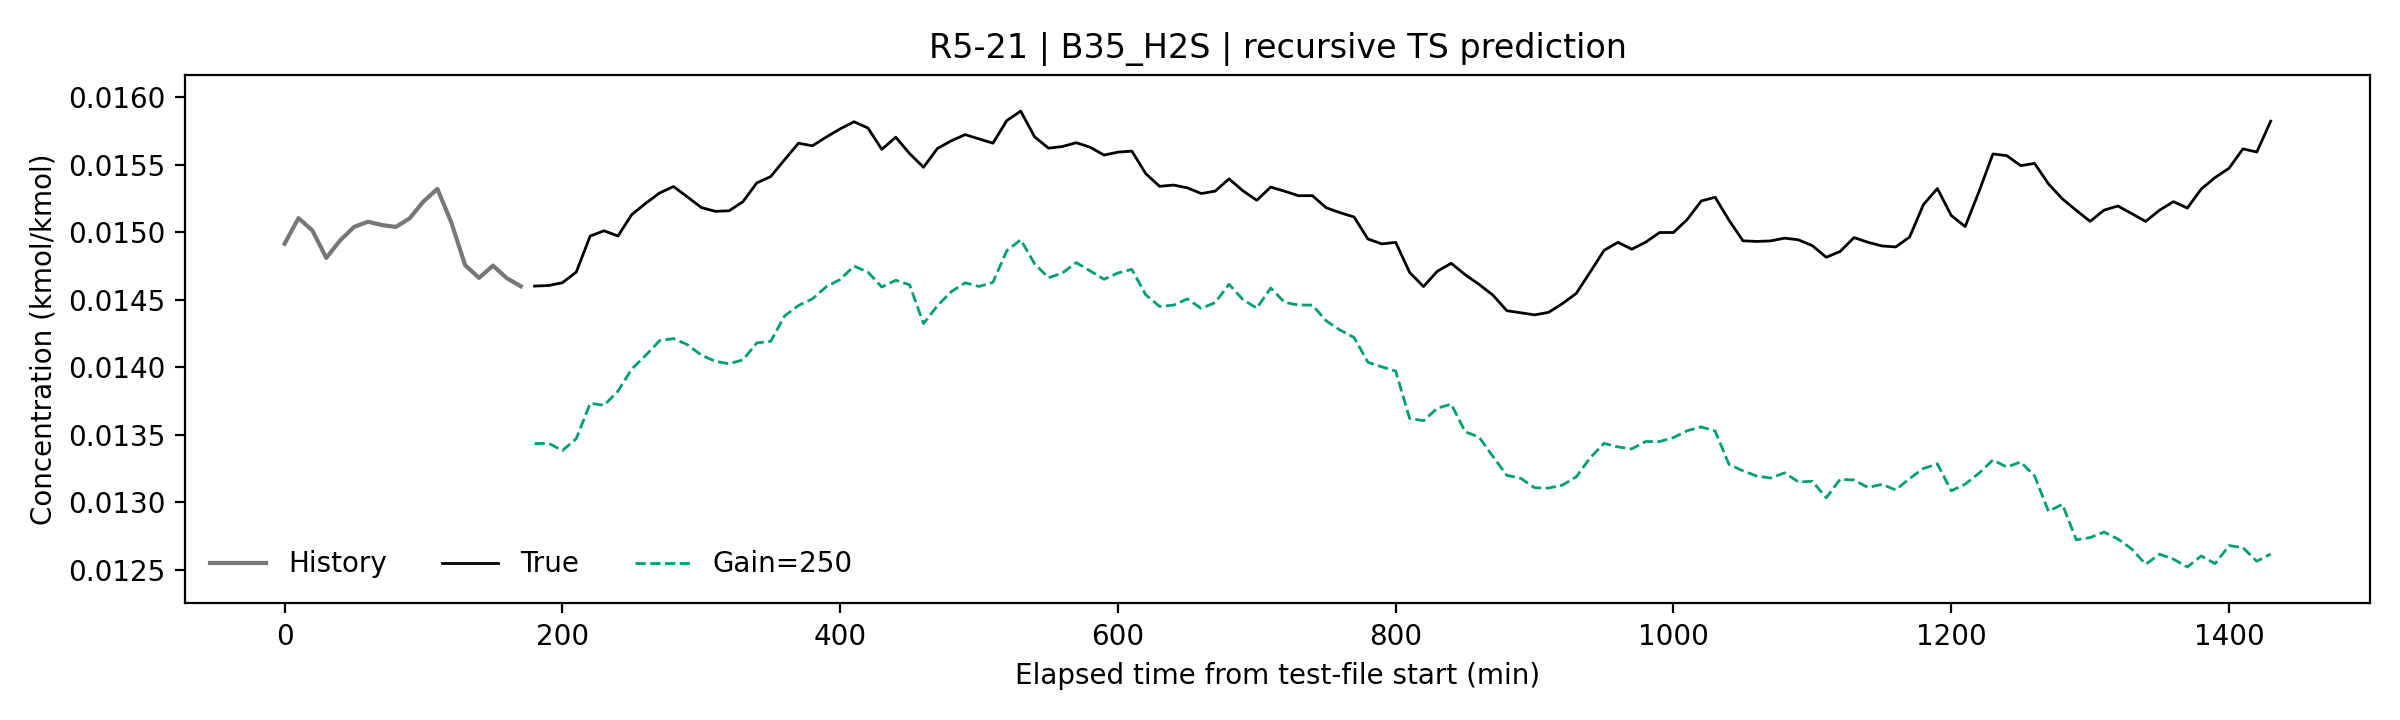 R5-21 | B35_H2S | recursive TS prediction
Concentration (kmol/kmol)
0.0160
0.0155
0.0150
0.0145
0.0140
0.0135
0.0130
0.0125
History
True
Gain=250
0
200
400
600
800
1000
1200
1400
Elapsed time from test-file start (min)